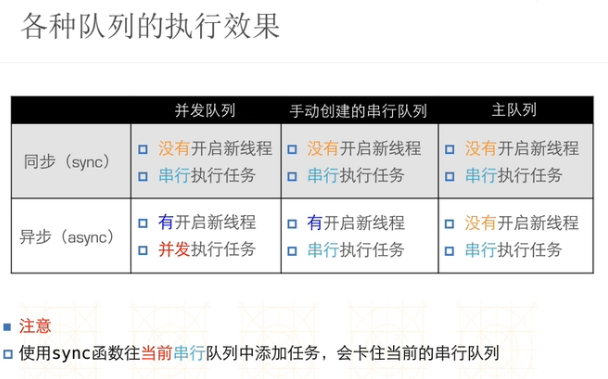 各种队列的执行效果
并发队列 手动创建的串行队列 主队列
同步（sync） 没有开启新线程 没有开启新线程 没有开启新线程
串行执行任务 串行执行任务 串行执行任务
异步（async） 有开启新线程 有开启新线程 没有开启新线程
并发执行任务 串行执行任务 串行执行任务
注意
使用sync函数往当前串行队列中添加任务，会卡住当前的串行队列